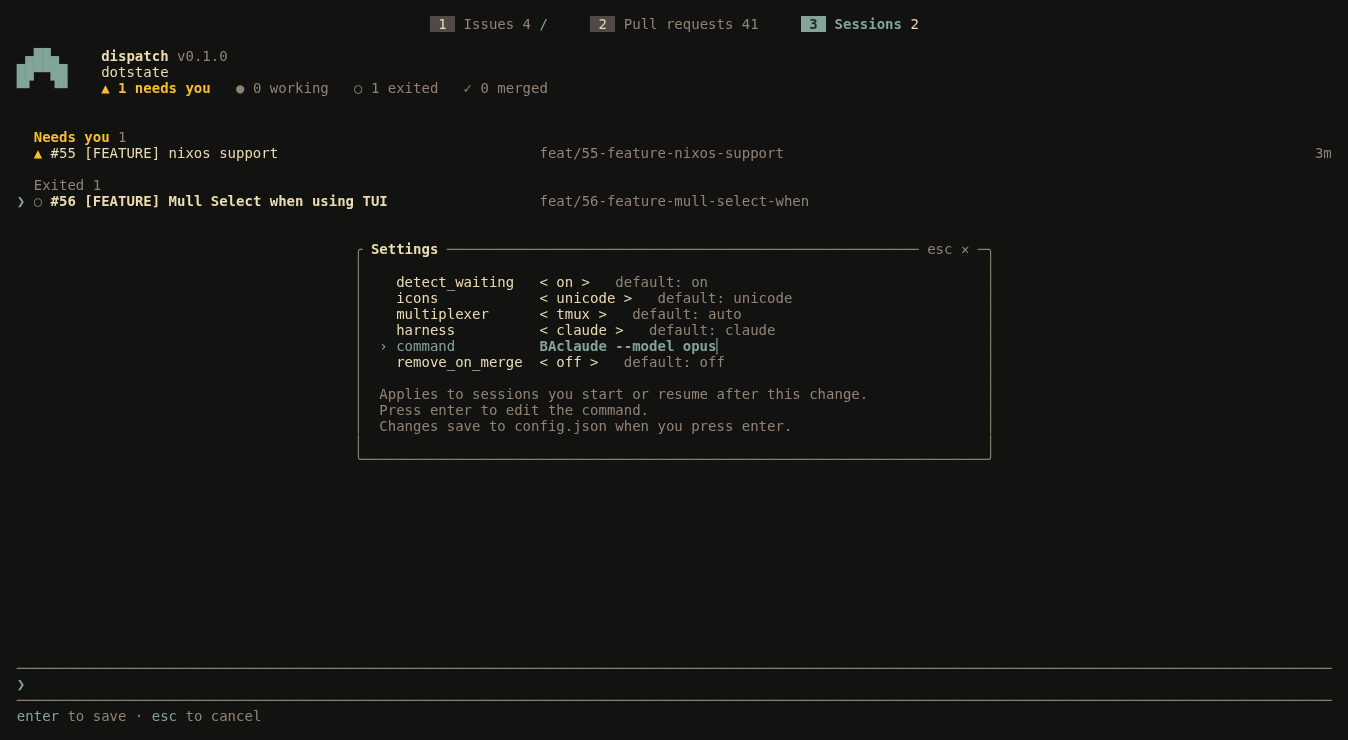 1 Issues 4 / 2 Pull requests 41 3 Sessions 2
dispatch v0.1.0
dotstate
▲ 1 needs you ● 0 working ○ 1 exited ✓ 0 merged
Needs you 1
▲ #55 [FEATURE] nixos support feat/55-feature-nixos-support 3m
Exited 1
❯ ○ #56 [FEATURE] Mull Select when using TUI feat/56-feature-mull-select-when
Settings esc ×
detect_waiting < on > default: on
icons < unicode > default: unicode
multiplexer < tmux > default: auto
harness < claude > default: claude
› command BAclaude --model opus
remove_on_merge < off > default: off
Applies to sessions you start or resume after this change.
Press enter to edit the command.
Changes save to config.json when you press enter.
❯
enter to save · esc to cancel